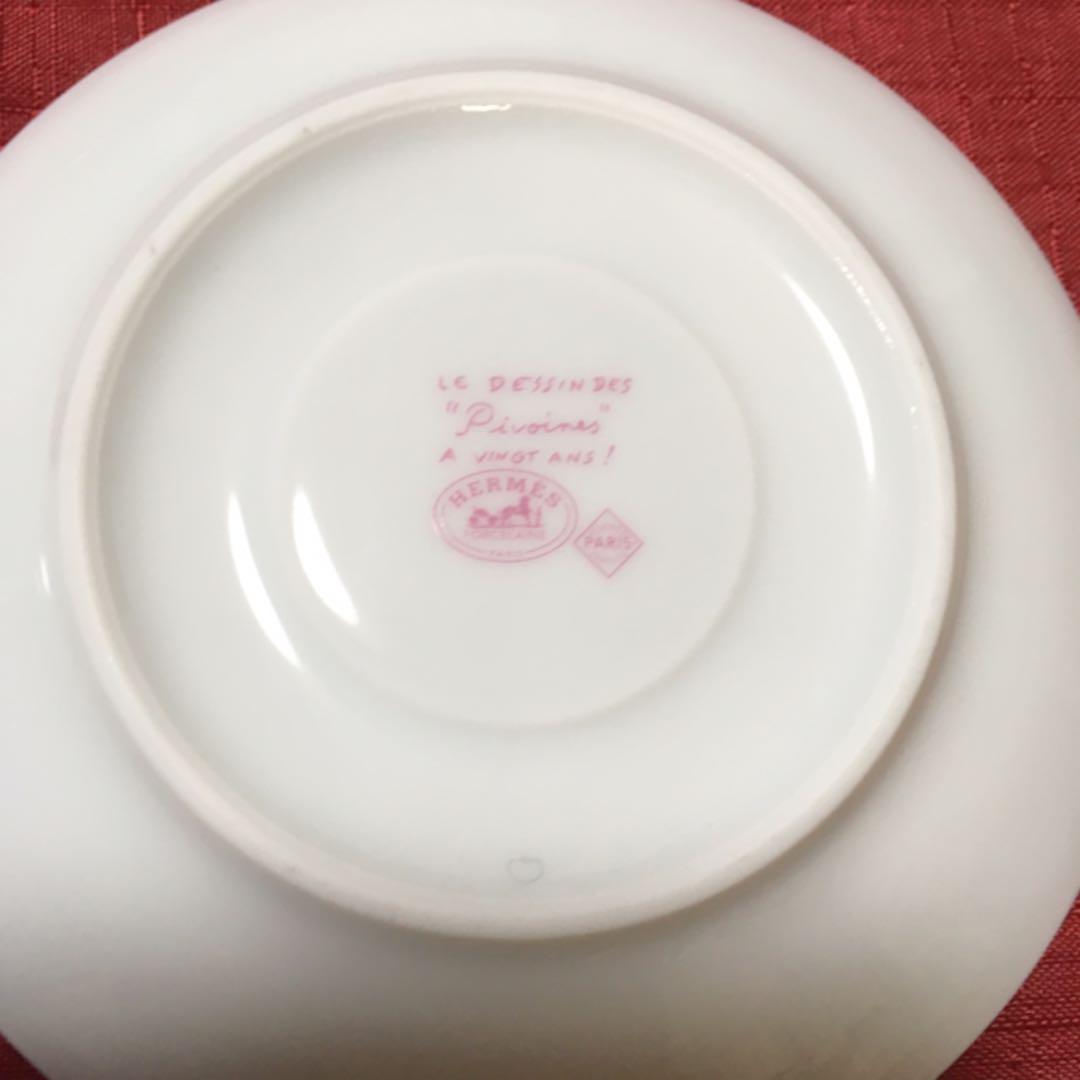 LE DESSIN DES
"Pivoines"
A VINGT ANS!
HERMES
PORCELAINE
PARIS
PARIS